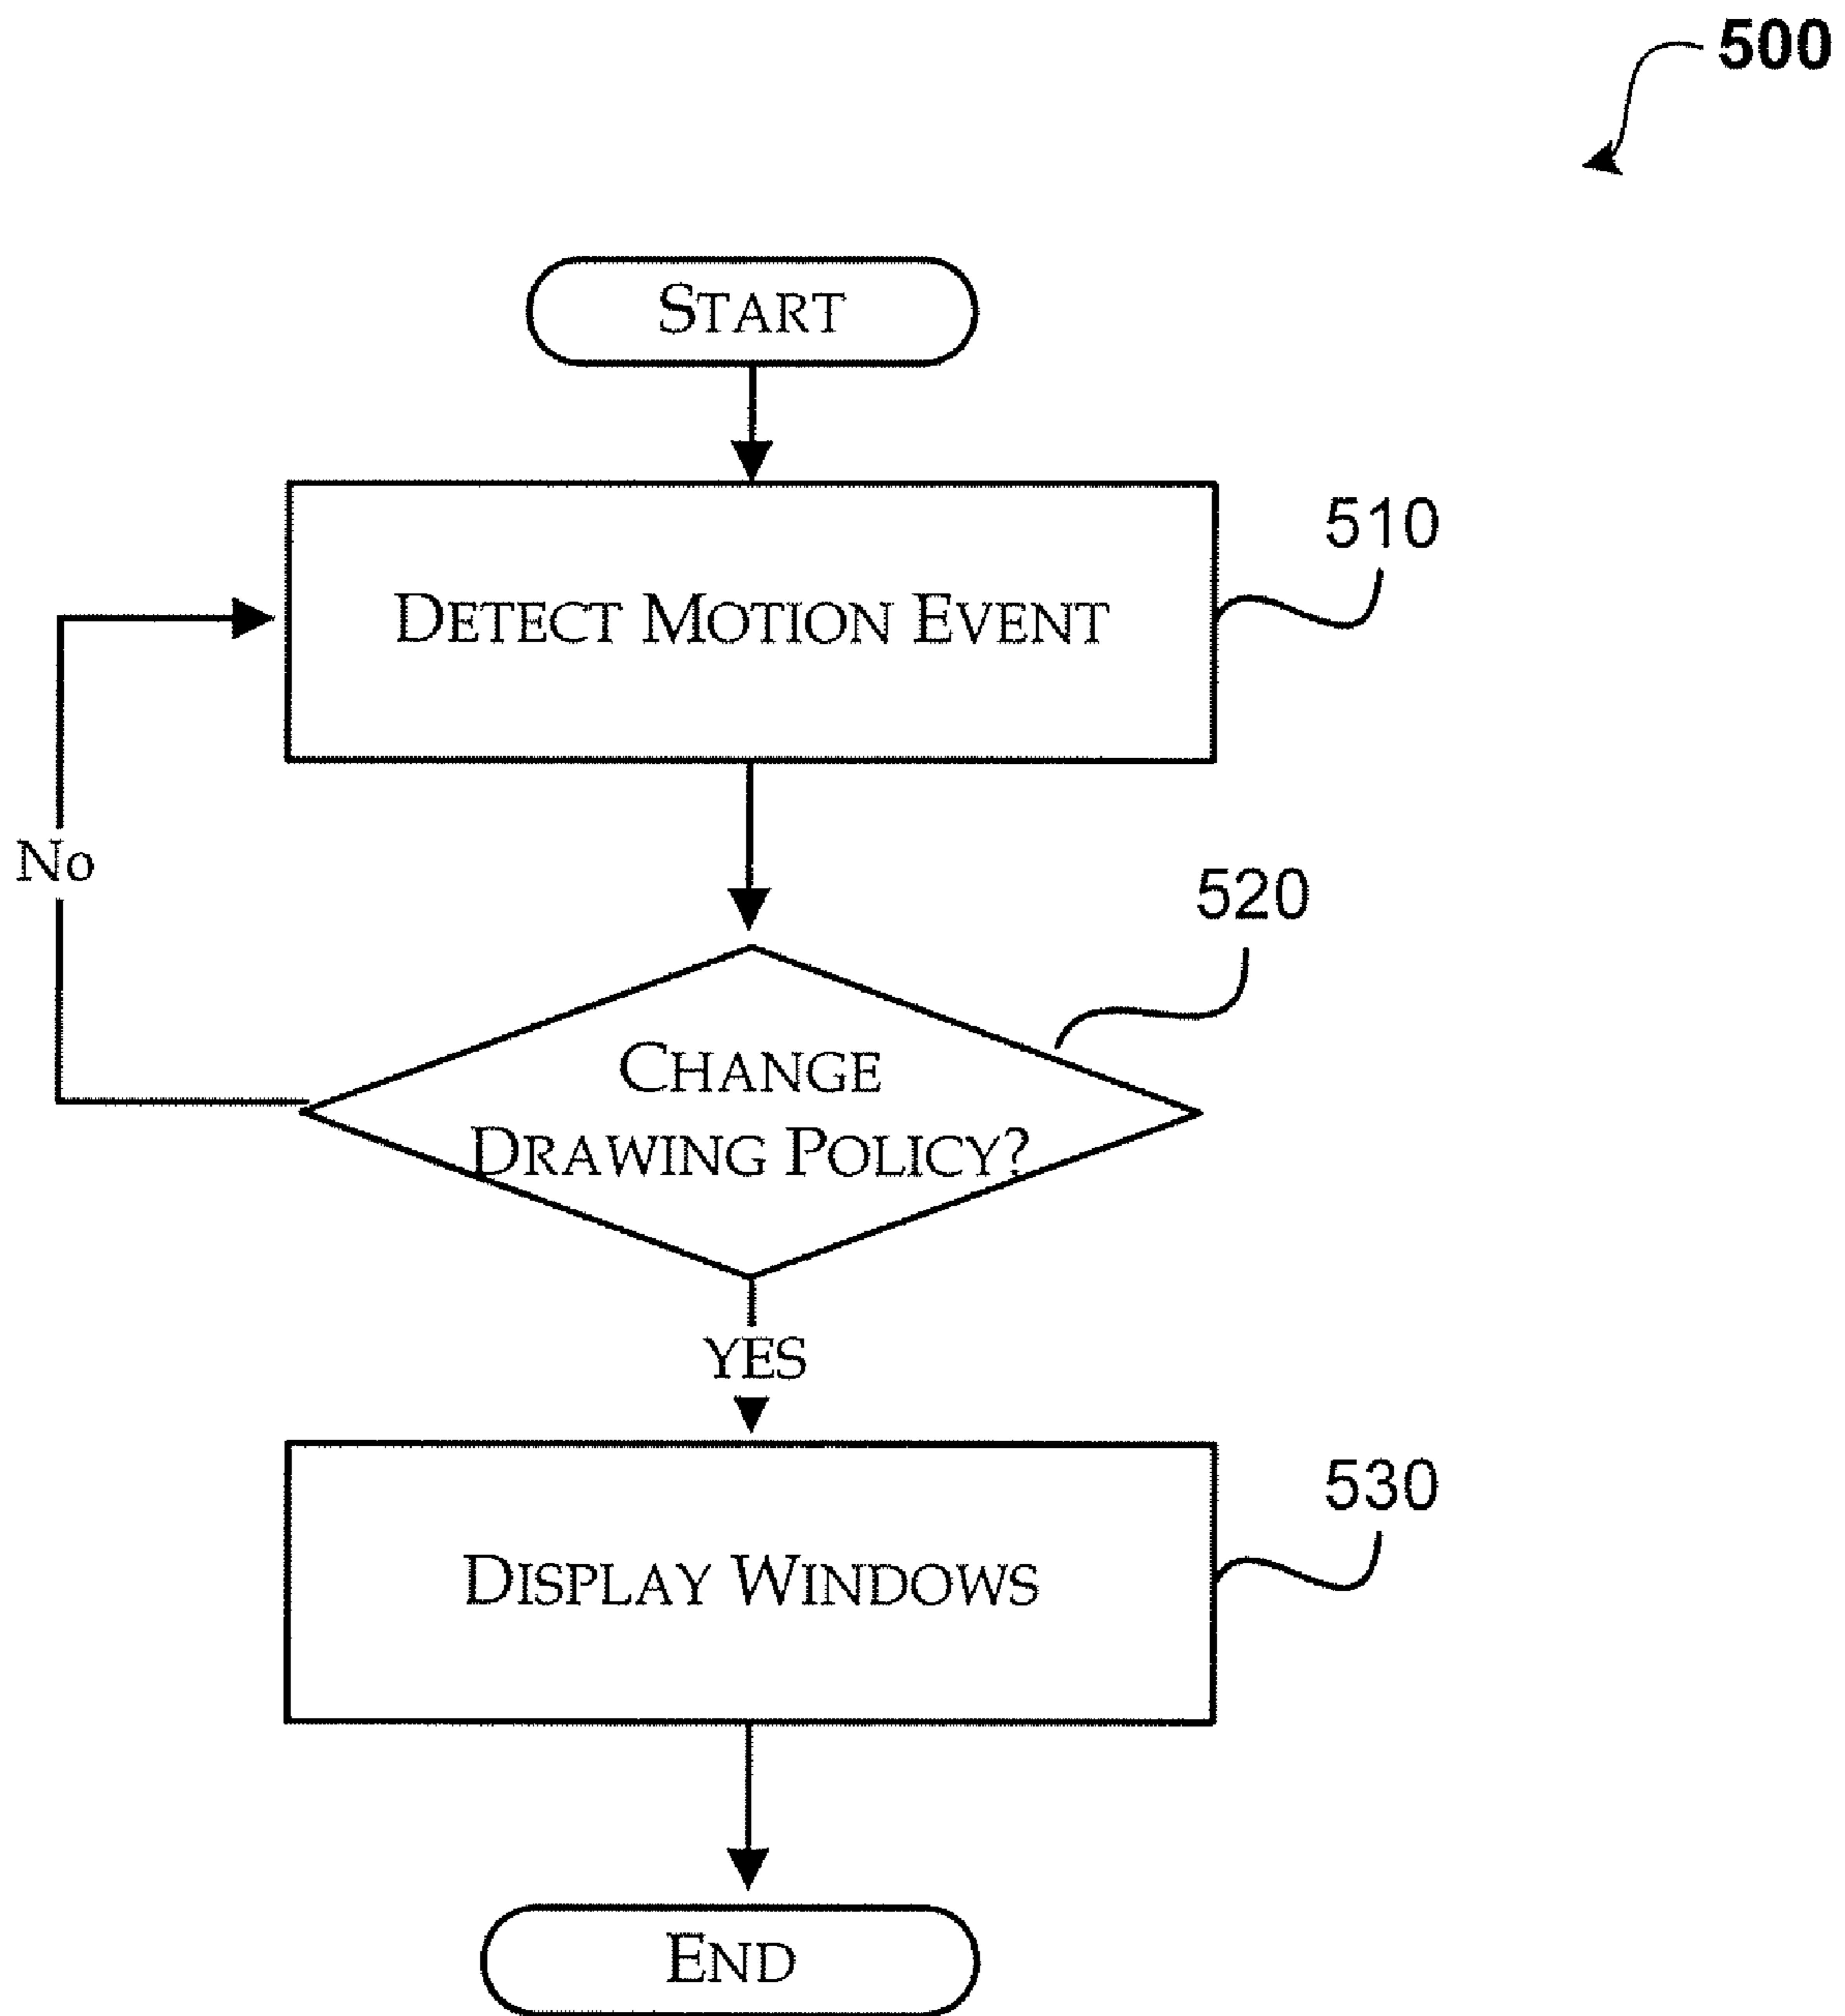 500
START
DETECT MOTION EVENT
510
No
520
CHANGE
DRAWING POLICY?
YES
530
DISPLAY WINDOWS
END